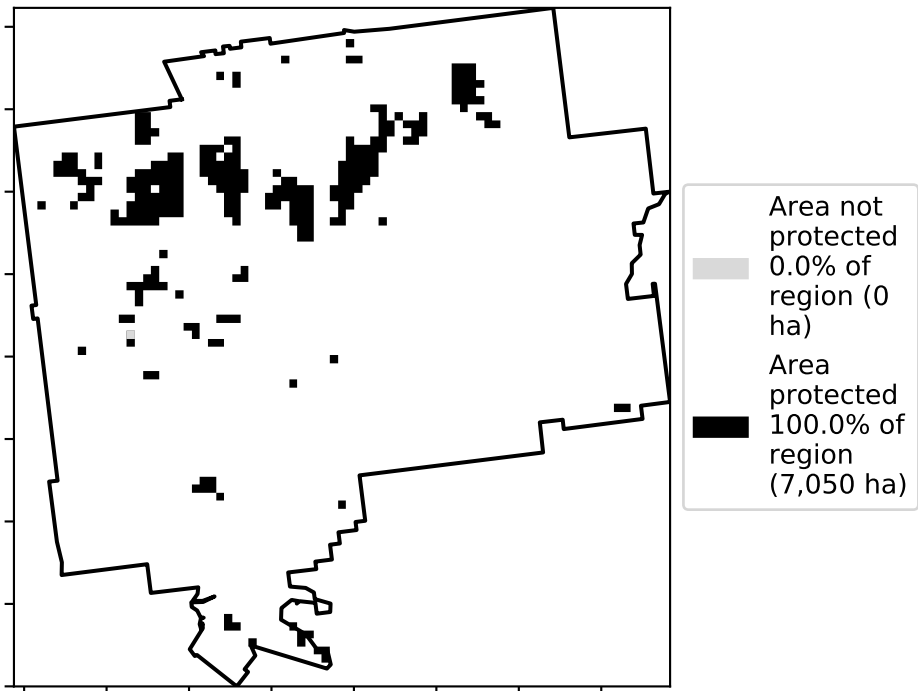 Area not
protected
0.0% of
region (0
ha)
Area
protected
100.0% of
region
(7,050 ha)